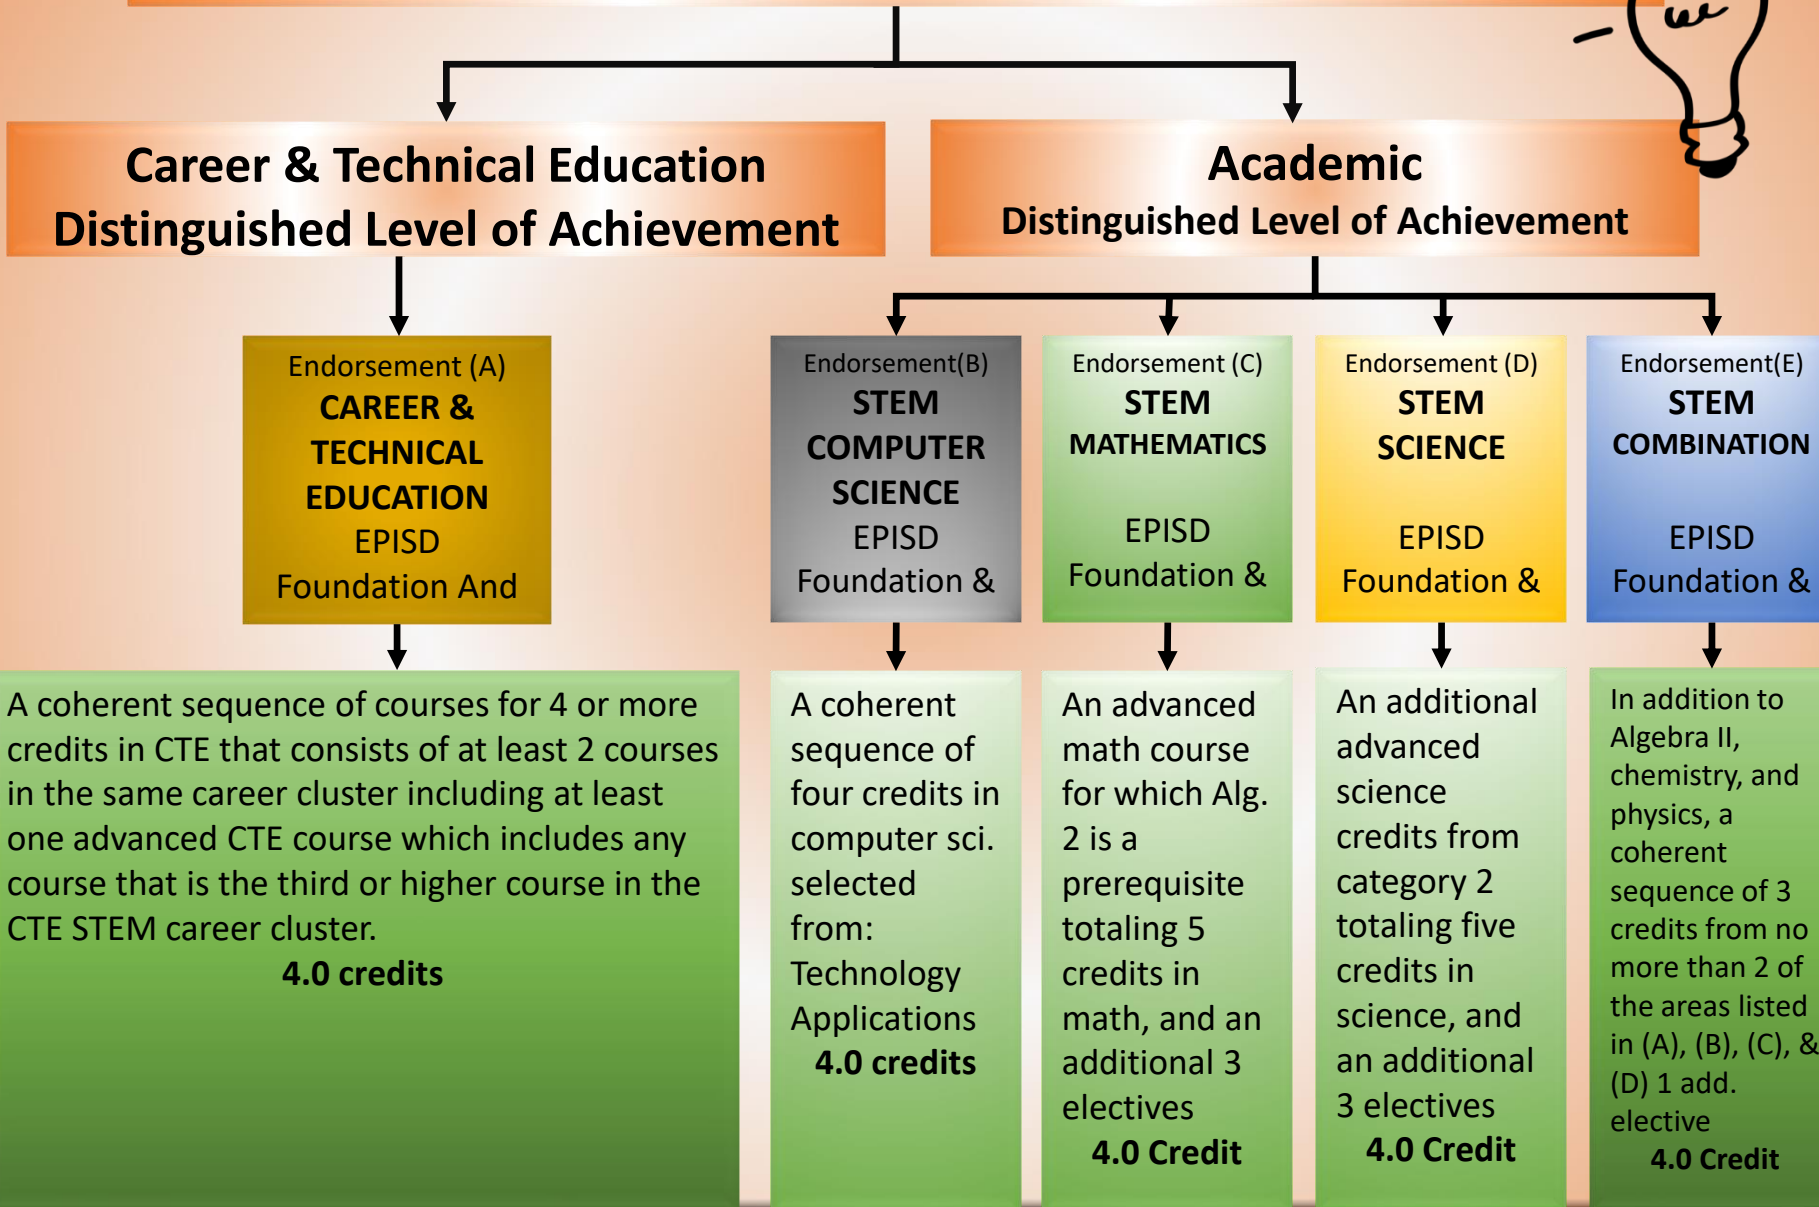 Career & Technical Education
Distinguished Level of Achievement
Academic
Distinguished Level of Achievement
Endorsement (A)
CAREER &
TECHNICAL
EDUCATION
EPISD
Foundation And
Endorsement(B)
STEM
COMPUTER
SCIENCE
EPISD
Foundation &
Endorsement (C)
STEM
MATHEMATICS
EPISD
Foundation &
Endorsement (D)
STEM
SCIENCE
EPISD
Foundation &
Endorsement(E)
STEM
COMBINATION
EPISD
Foundation &
A coherent sequence of courses for 4 or more
credits in CTE that consists of at least 2 courses
in the same career cluster including at least
one advanced CTE course which includes any
course that is the third or higher course in the
CTE STEM career cluster.
4.0 credits
A coherent
sequence of
four credits in
computer sci.
selected
from:
Technology
Applications
4.0 credits
An advanced
math course
for which Alg.
2 is a
prerequisite
totaling 5
credits in
math, and an
additional 3
electives
4.0 Credit
An additional
advanced
science
credits from
category 2
totaling five
credits in
science, and
an additional
3 electives
4.0 Credit
In addition to
Algebra II,
chemistry, and
physics, a
coherent
sequence of 3
credits from no
more than 2 of
the areas listed
in (A), (B), (C), &
(D) 1 add.
elective
4.0 Credit